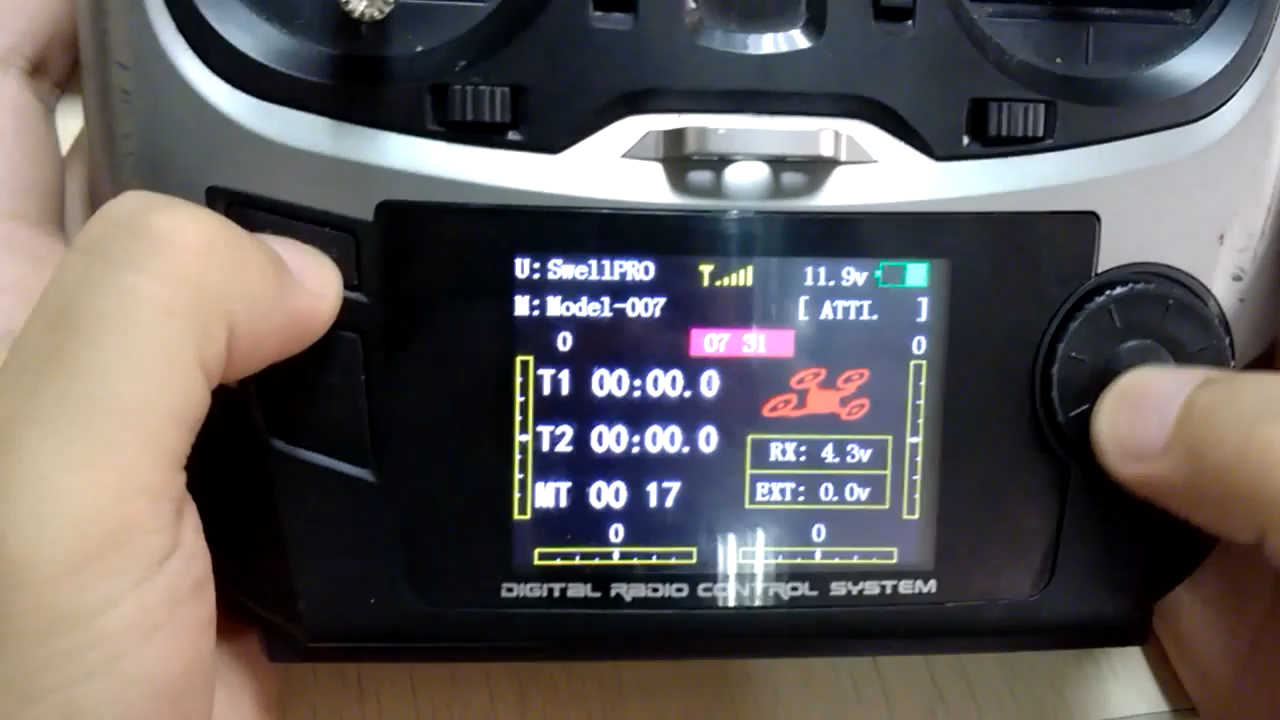 U: SwellPRO 11.9v
M: Model-007 [ ATTI. ]
0 07 31 0
T1 00:00.0
T2 00:00.0
RX: 4.3v
MT 00 17 EXT: 0.0v
0 0
DIGITAL RADIO CONTROL SYSTEM